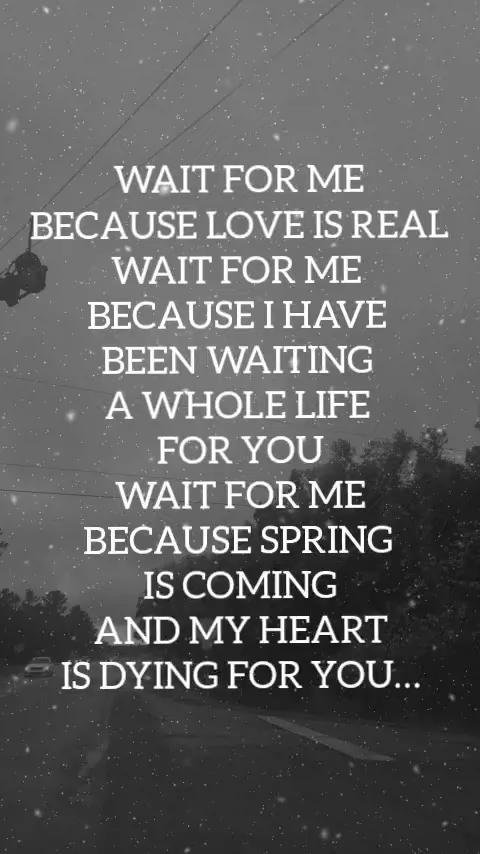 WAIT FOR ME
BECAUSE LOVE IS REAL
WAIT FOR ME
BECAUSE I HAVE
BEEN WAITING
A WHOLE LIFE
FOR YOU
WAIT FOR ME
BECAUSE SPRING
IS COMING
AND MY HEART
IS DYING FOR YOU...